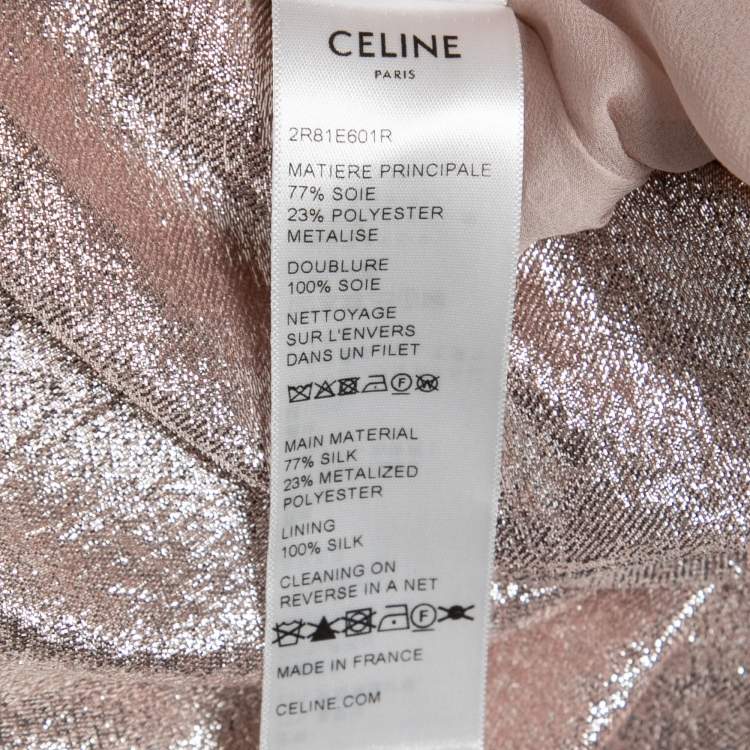 CELINE
PARIS
2R81E601R
MATIERE PRINCIPALE
77% SOIE
23% POLYESTER
METALISE
DOUBLURE
100% SOIE
NETTOYAGE
SUR L'ENVERS
DANS UN FILET
MAIN MATERIAL
77% SILK
23% METALIZED
POLYESTER
LINING
100% SILK
CLEANING ON
REVERSE IN A NET
MADE IN FRANCE
CELINE.COM